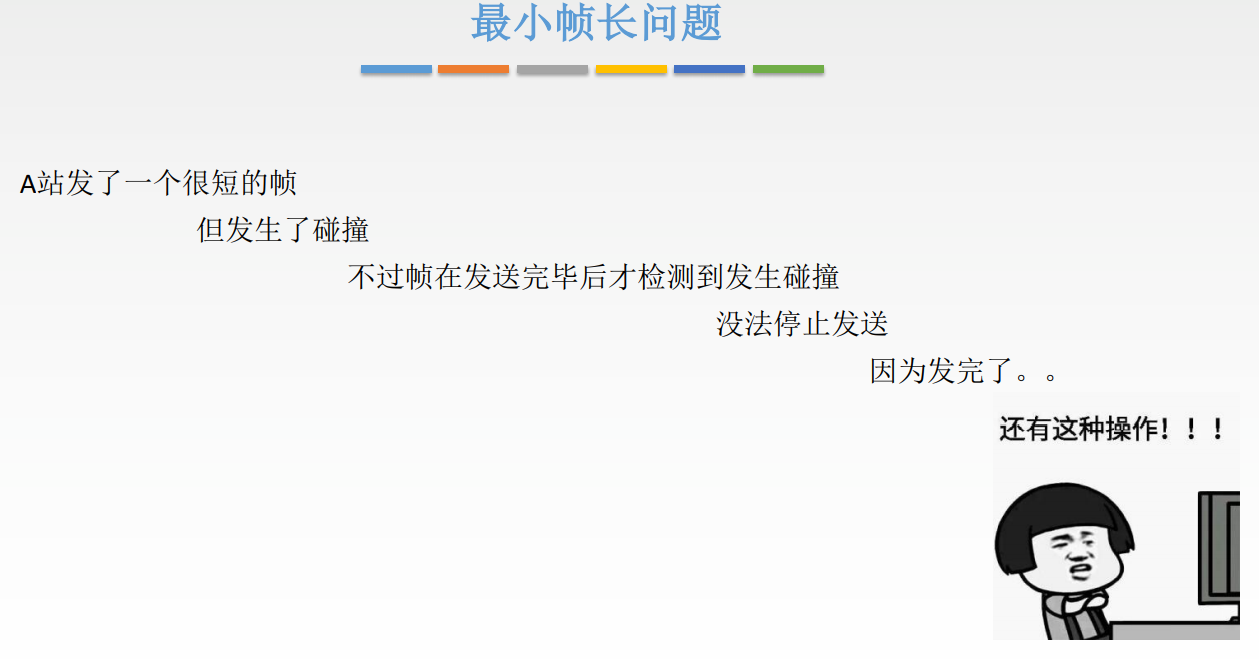 最小帧长问题
A站发了一个很短的帧
但发生了碰撞
不过帧在发送完毕后才检测到发生碰撞
没法停止发送
因为发完了。。
还有这种操作！！！